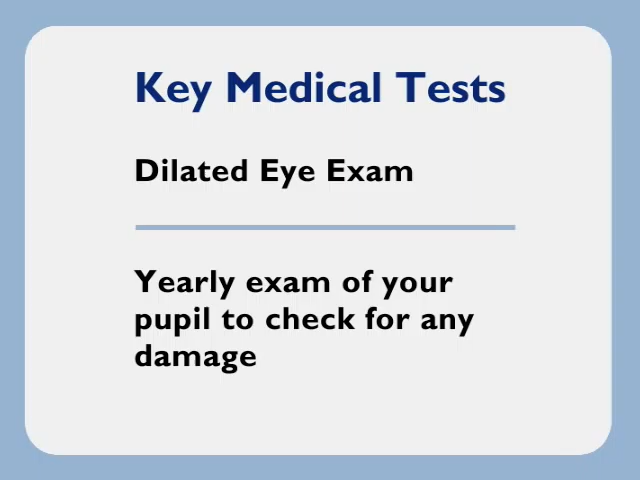 Key Medical Tests
Dilated Eye Exam
Yearly exam of your
pupil to check for any
damage